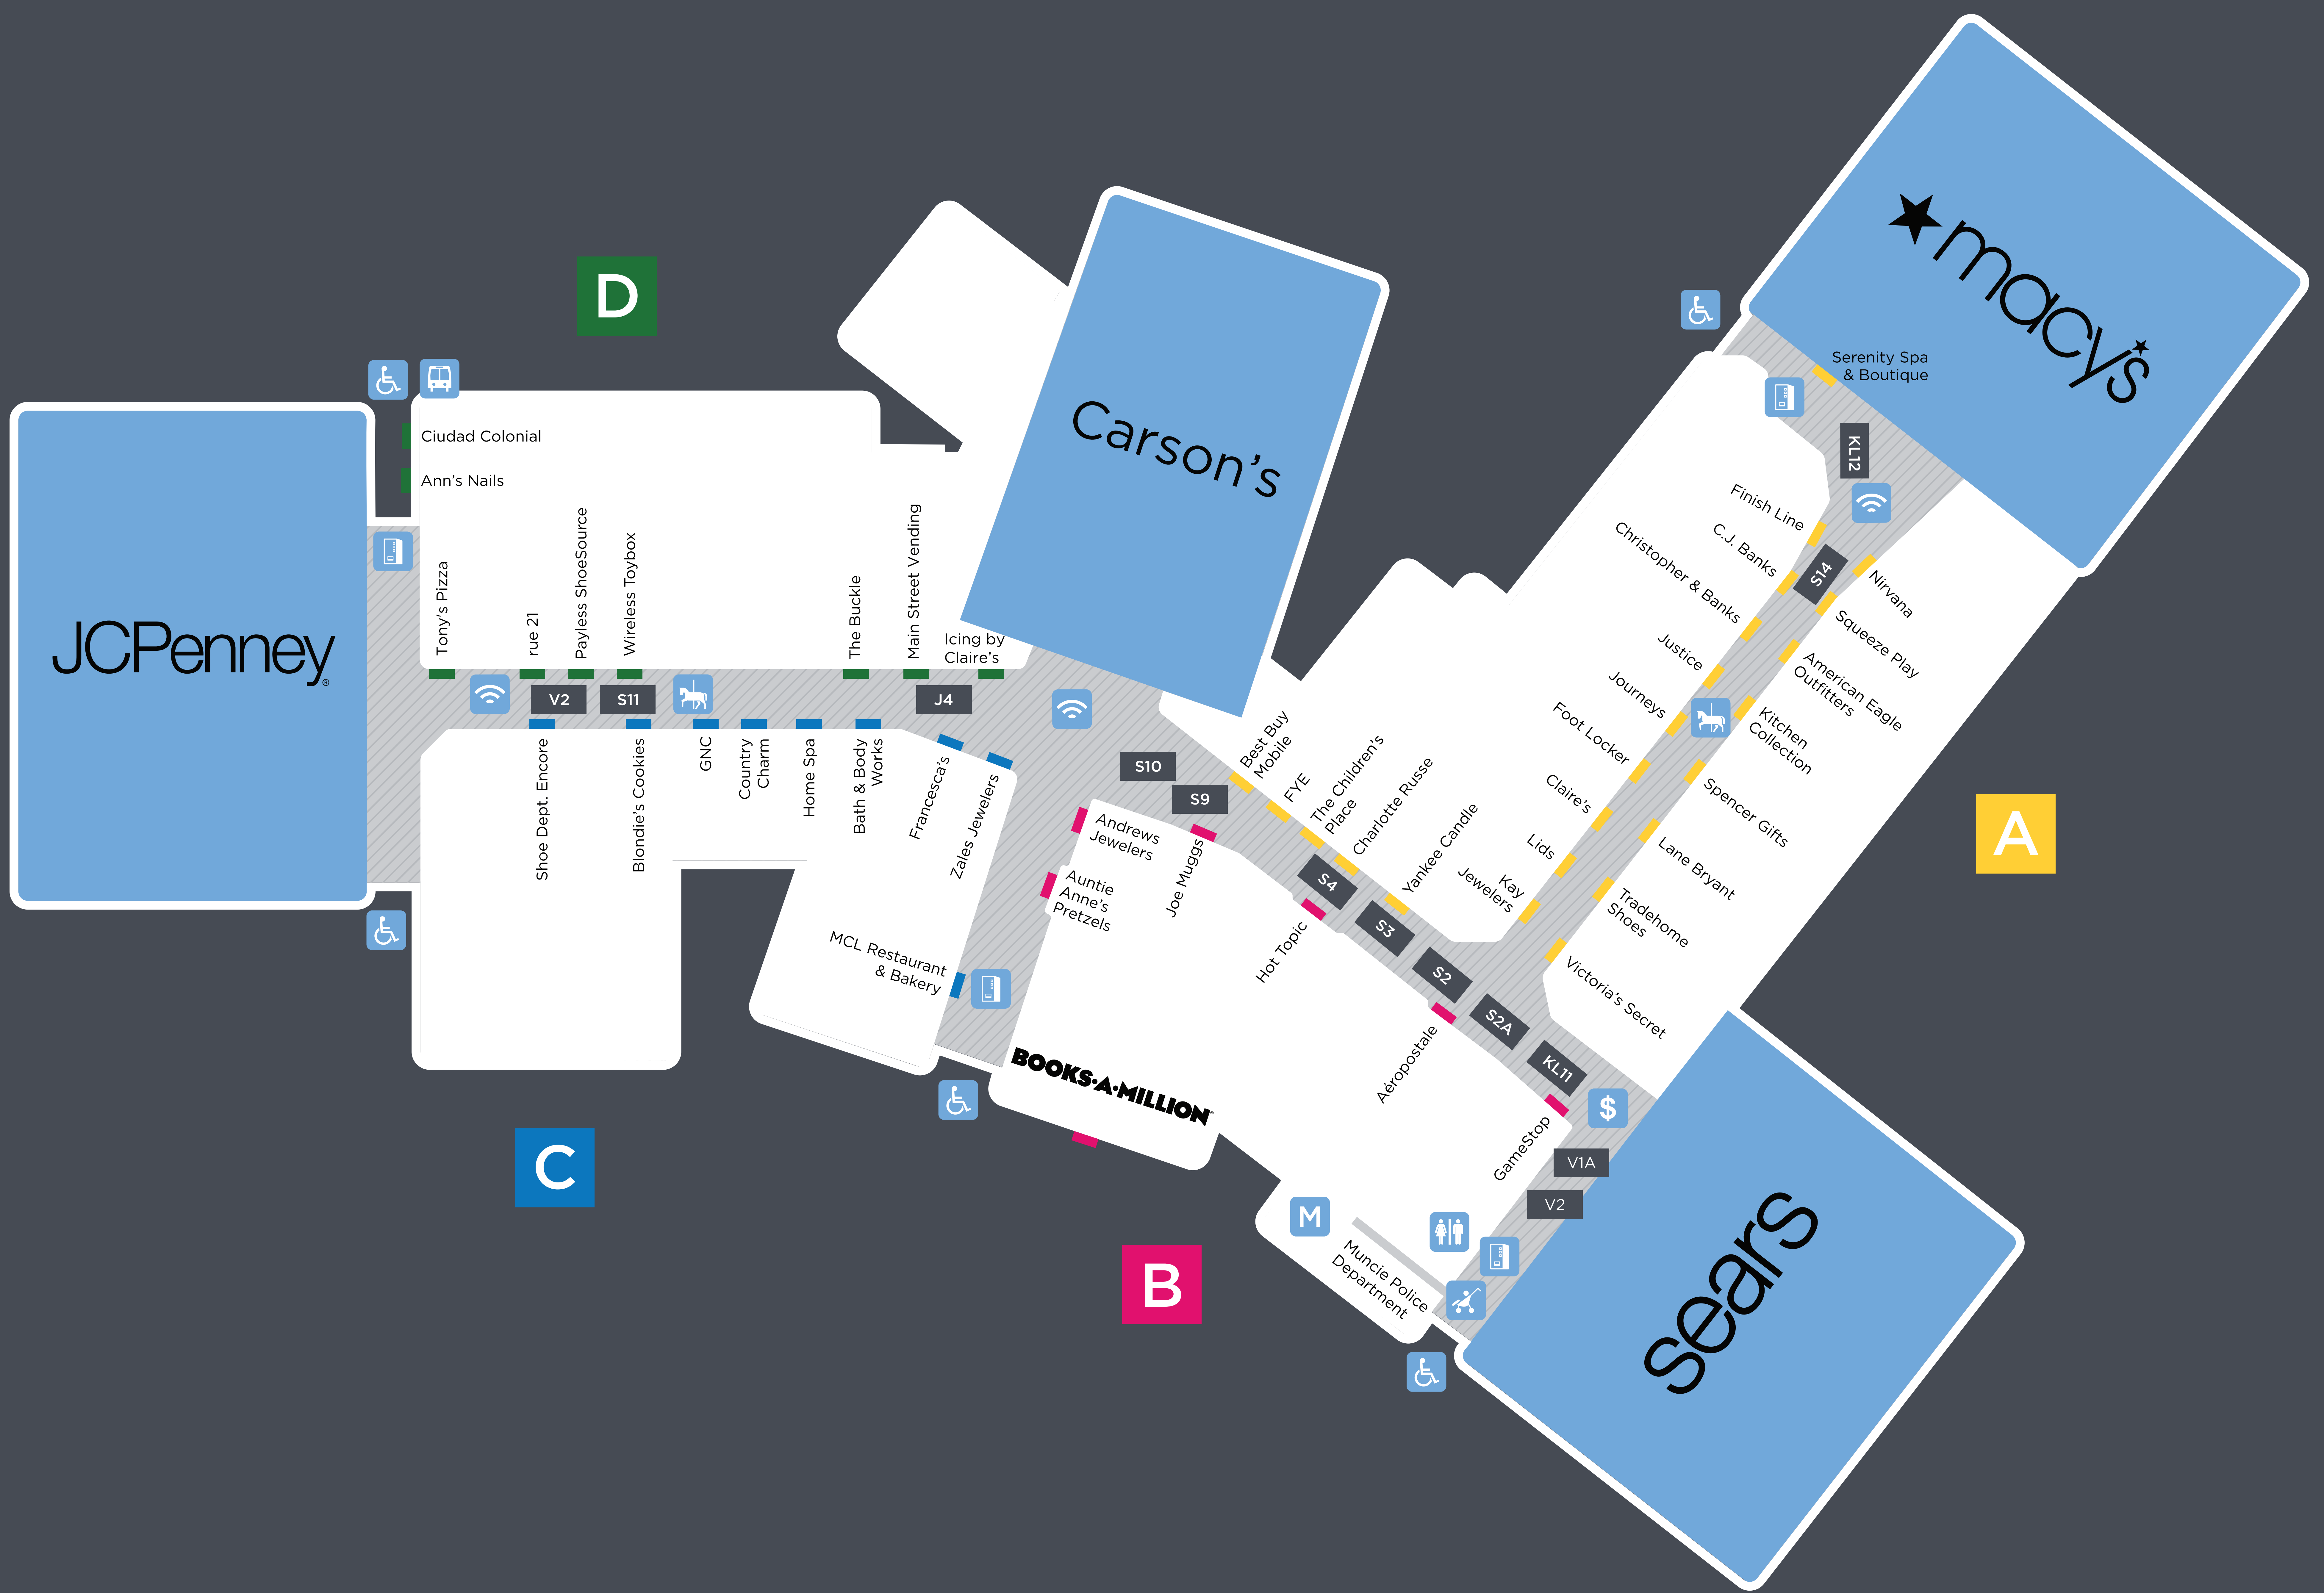 D
Ciudad Colonial
Ann's Nails
JCPenney®
Tony's Pizza
rue 21
Payless ShoeSource
Wireless Toybox
The Buckle
Main Street Vending
Icing by
Claire's
V2
S11
J4
Shoe Dept. Encore
Blondie's Cookies
GNC
Country
Charm
Home Spa
Bath & Body
Works
Francesca's
Zales Jewelers
MCL Restaurant
& Bakery
C
Carson's
S10
S9
Andrews
Jewelers
Auntie
Anne's
Pretzels
Joe Muggs
BOOKS·A·MILLION
B
Best Buy
Mobile
FYE
The Children's
Place
Charlotte Russe
Yankee Candle
Kay
Jewelers
S4
S3
S2
S2A
KL11
Hot Topic
Aéropostale
GameStop
$
V1A
V2
M
Muncie Police
Department
sears
macy's
Serenity Spa
& Boutique
KL12
Finish Line
C.J. Banks
Christopher & Banks
Justice
Journeys
Foot Locker
Claire's
Lids
S14
Nirvana
Squeeze Play
American Eagle
Outfitters
Kitchen
Collection
Spencer Gifts
Lane Bryant
Tradehome
Shoes
Victoria's Secret
A